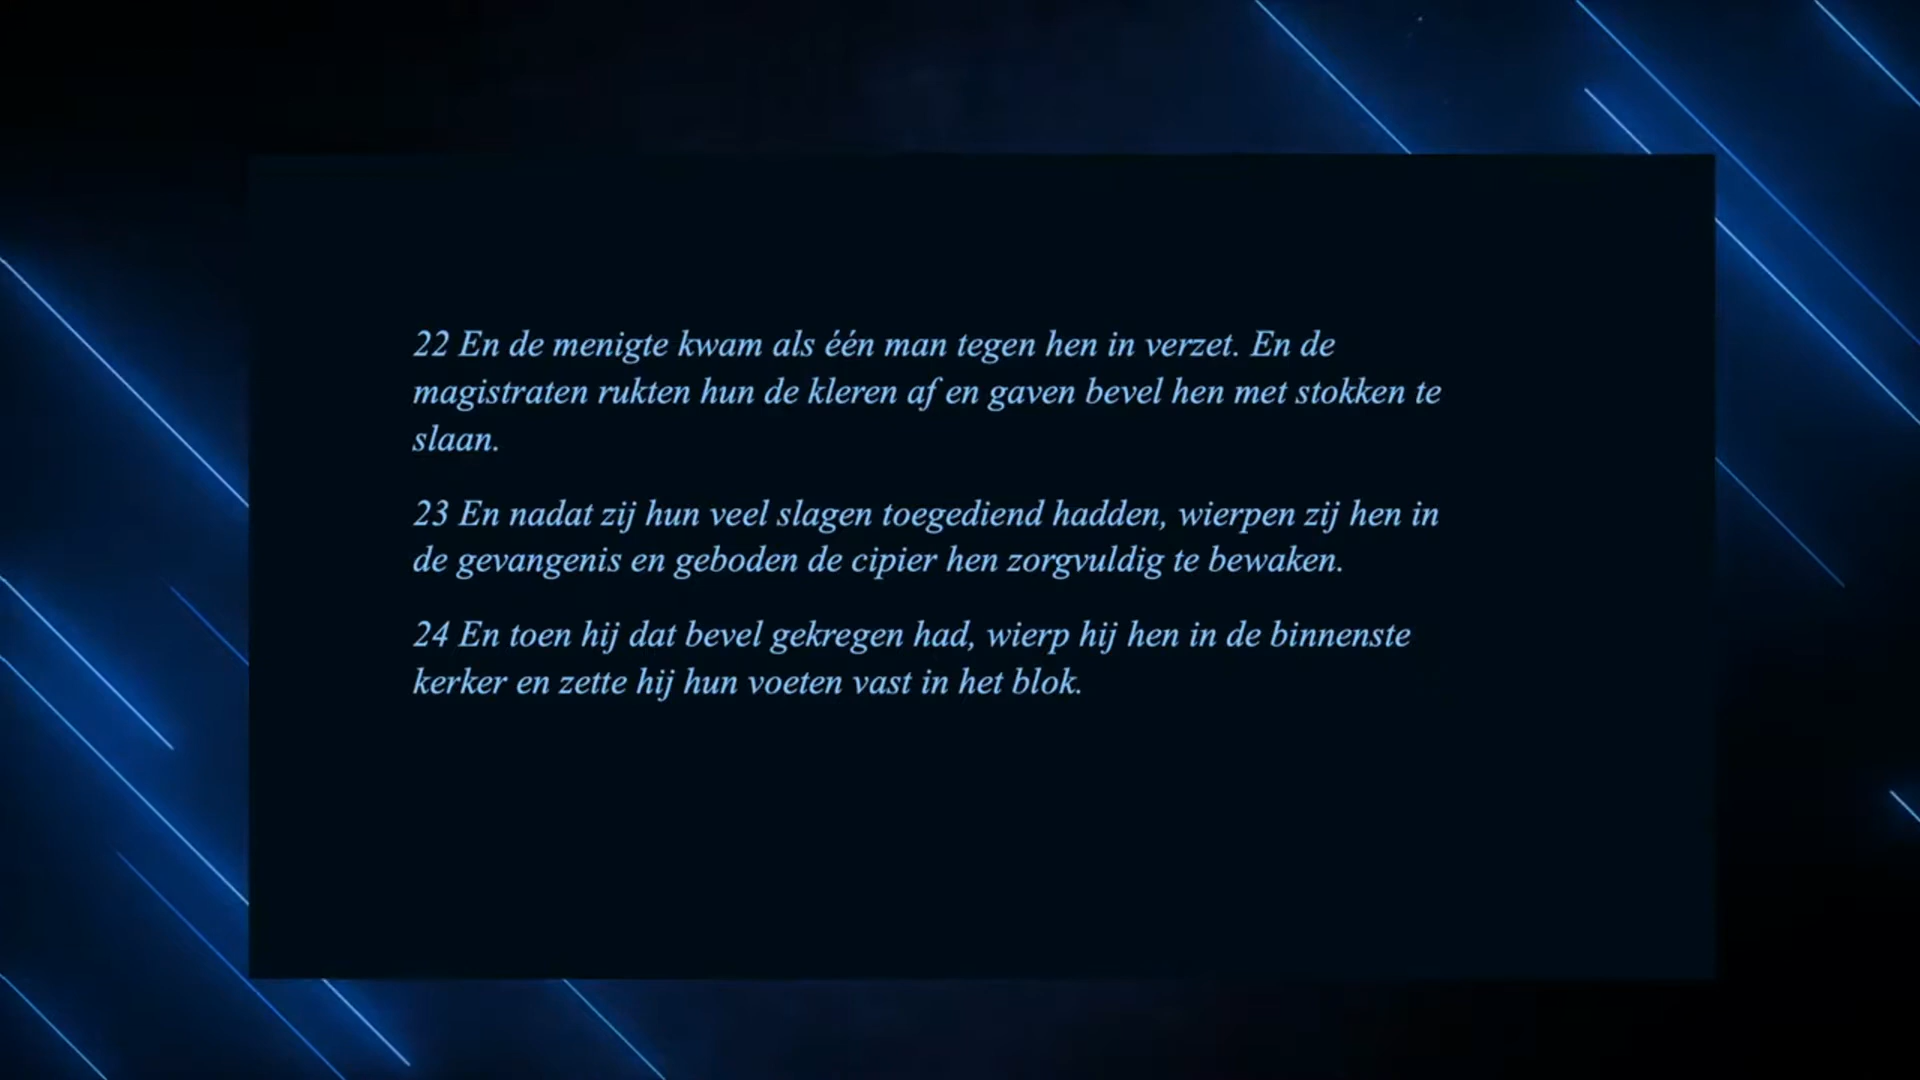 22 En de menigte kwam als één man tegen hen in verzet. En de
magistraten rukten hun de kleren af en gaven bevel hen met stokken te
slaan.
23 En nadat zij hun veel slagen toegediend hadden, wierpen zij hen in
de gevangenis en geboden de cipier hen zorgvuldig te bewaken.
24 En toen hij dat bevel gekregen had, wierp hij hen in de binnenste
kerker en zette hij hun voeten vast in het blok.